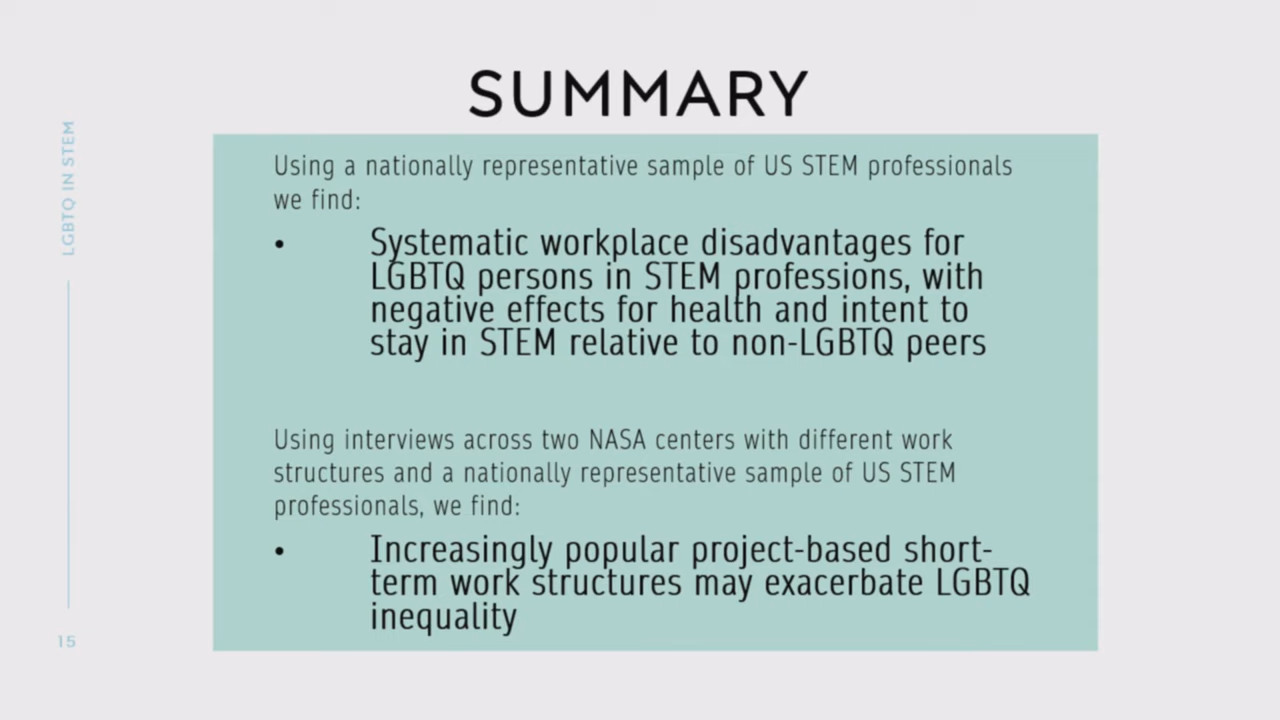 SUMMARY
LGBTQ IN STEM
Using a nationally representative sample of US STEM professionals
we find:
• Systematic workplace disadvantages for
LGBTQ persons in STEM professions, with
negative effects for health and intent to
stay in STEM relative to non-LGBTQ peers
Using interviews across two NASA centers with different work
structures and a nationally representative sample of US STEM
professionals, we find:
• Increasingly popular project-based short-
term work structures may exacerbate LGBTQ
inequality
15